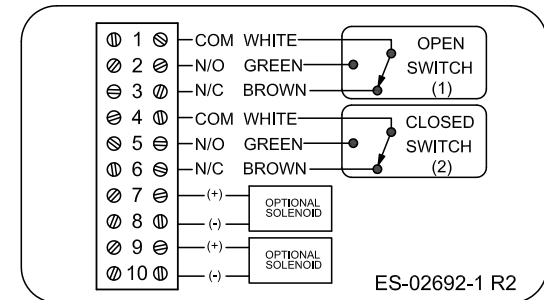 1 COM WHITE
2 N/O GREEN
3 N/C BROWN
OPEN
SWITCH
(1)
4 COM WHITE
5 N/O GREEN
6 N/C BROWN
CLOSED
SWITCH
(2)
7 (+)
8 (-)
OPTIONAL
SOLENOID
9 (+)
10 (-)
OPTIONAL
SOLENOID
ES-02692-1 R2